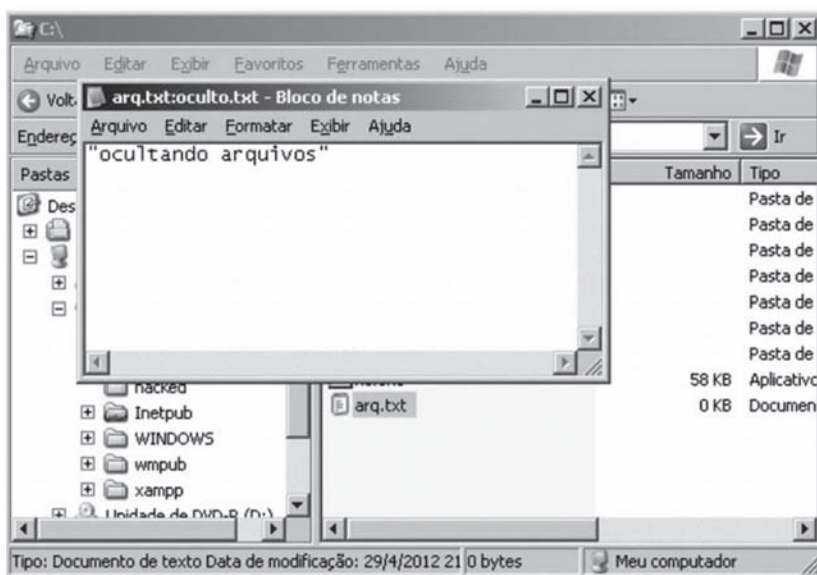 C:\
Arquivo Editar Exibir Favoritos Ferramentas Ajuda
Volt.
arq.txt:oculto.txt - Bloco de notas
Endereç
Arquivo Editar Formatar Exibir Ajuda
Ir
"ocultando arquivos"
Pastas
Tamanho Tipo
Des
Pasta de
Pasta de
Pasta de
Pasta de
Pasta de
Pasta de
Pasta de
hacked
58 KB Aplicativo
Inetpub
arq.txt 0 KB Documen
WINDOWS
wmpub
xampp
Unidade de DVD-R (D:)
Tipo: Documento de texto Data de modificação: 29/4/2012 21 0 bytes Meu computador